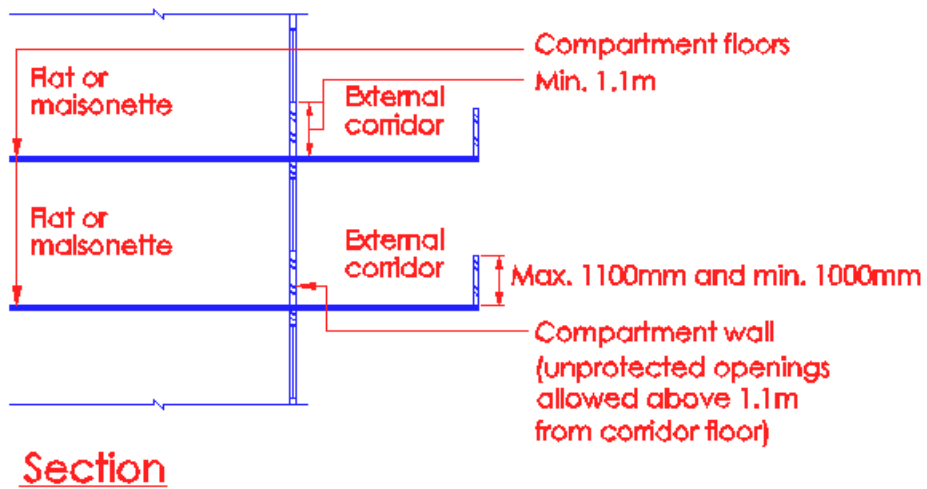 Compartment floors
Min. 1.1m
Flat or
maisonette
External
corridor
Flat or
maisonette
External
corridor
Max. 1100mm and min. 1000mm
Compartment wall
(unprotected openings
allowed above 1.1m
from corridor floor)
Section